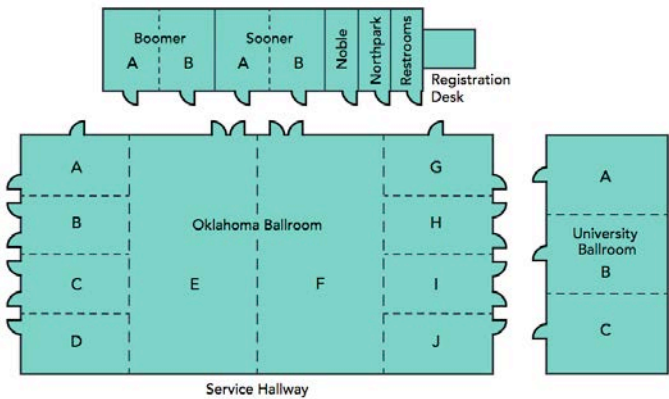 Boomer Sooner
A B A B
Noble
Northpark
Restrooms
Registration
Desk
A G
B Oklahoma Ballroom H
C E F I
D J
A
University
Ballroom
B
C
Service Hallway